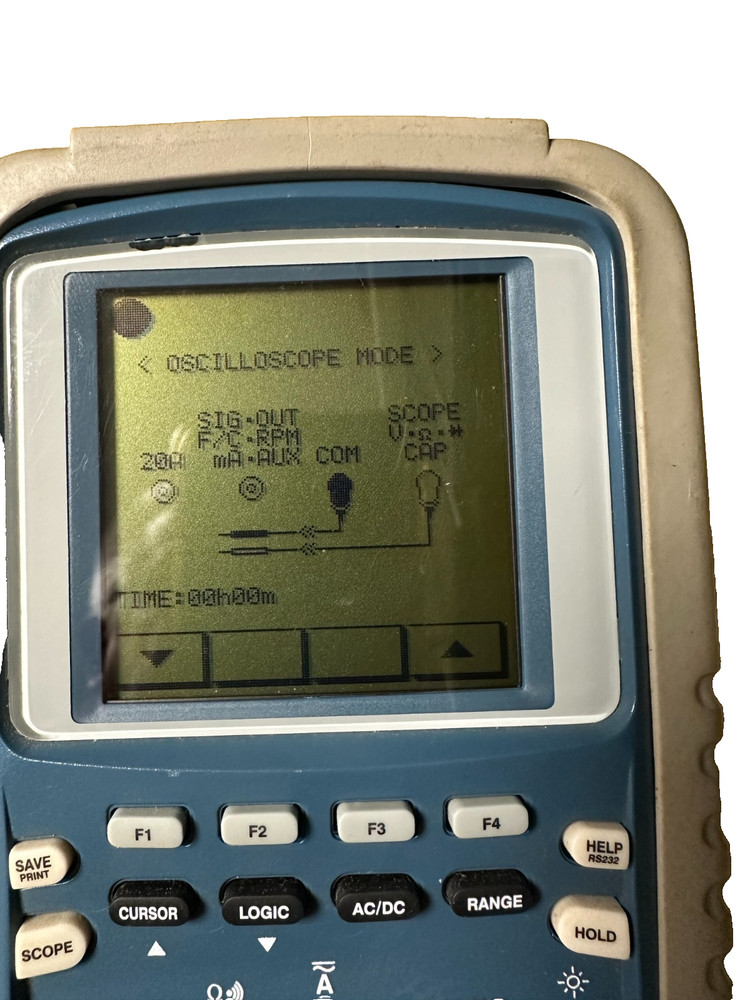 < OSCILLOSCOPE MODE >
SIG·OUT SCOPE
F/C·RPM V·Ω·*
20A mA·AUX COM CAP
TIME:00h00m
F1 F2 F3 F4
SAVE
PRINT
HELP
RS232
CURSOR LOGIC AC/DC RANGE
SCOPE HOLD
A